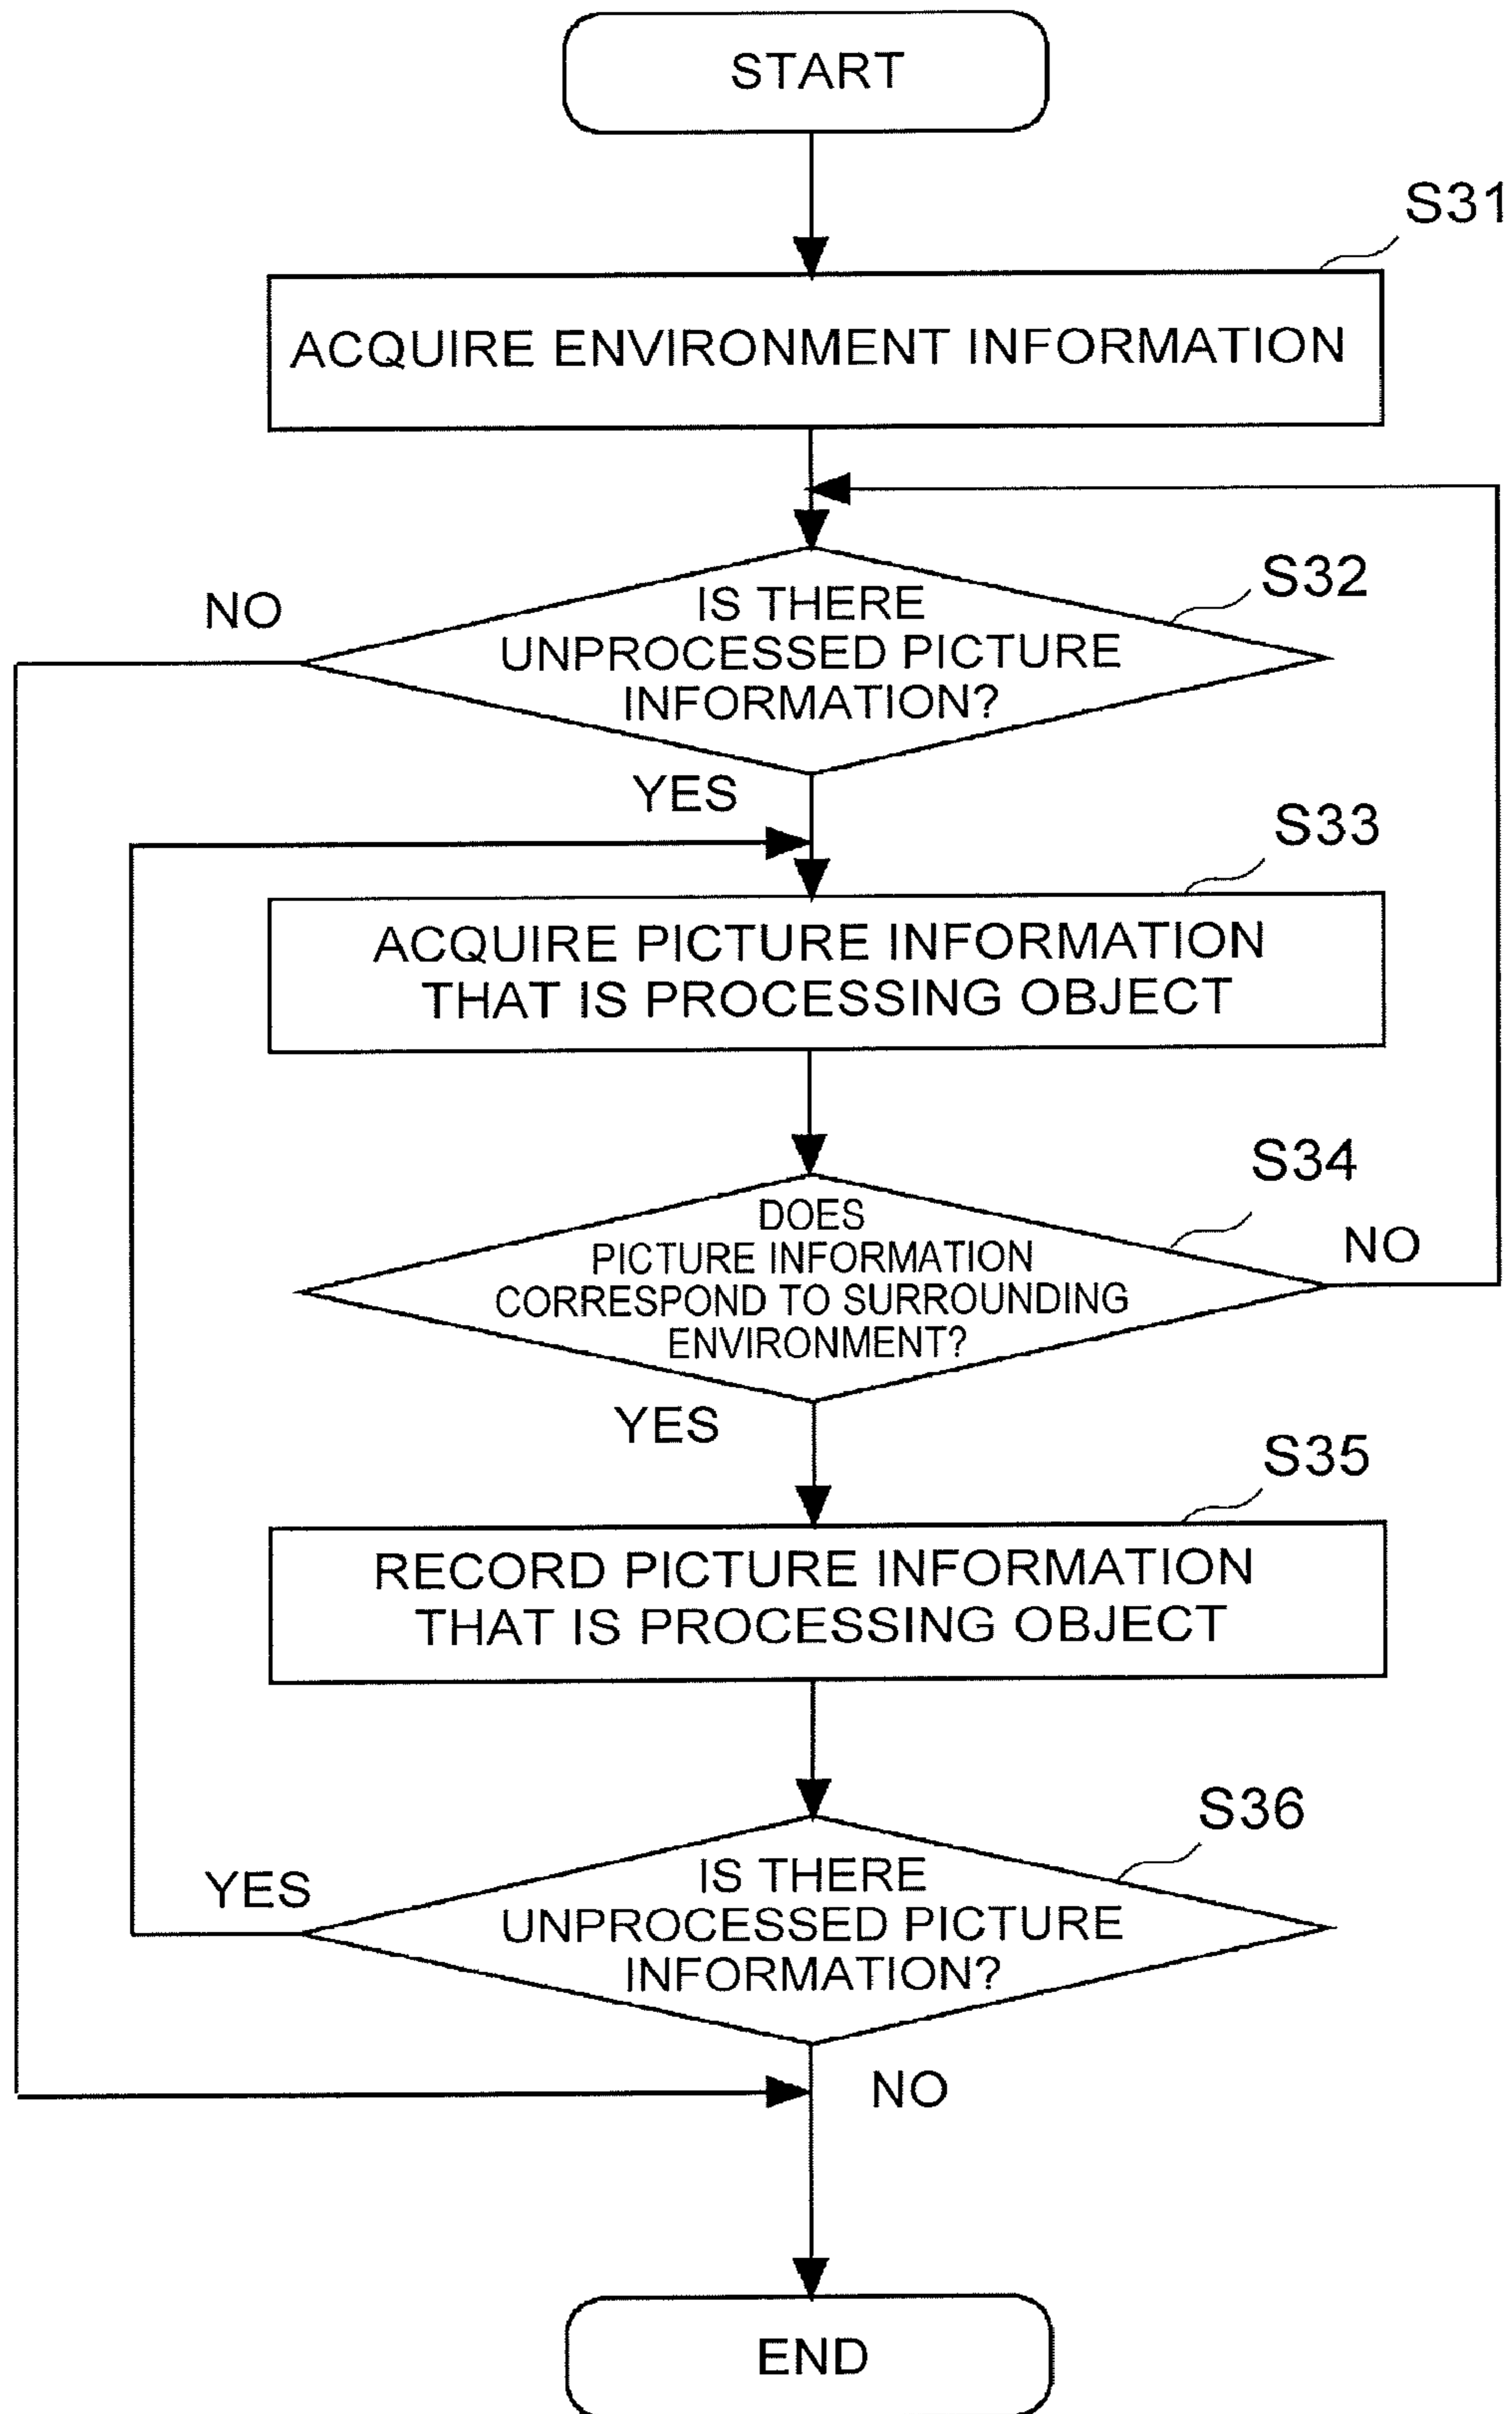 START
S31
ACQUIRE ENVIRONMENT INFORMATION
S32
NO
IS THERE
UNPROCESSED PICTURE
INFORMATION?
YES
S33
ACQUIRE PICTURE INFORMATION
THAT IS PROCESSING OBJECT
S34
DOES
PICTURE INFORMATION
CORRESPOND TO SURROUNDING
ENVIRONMENT?
NO
YES
S35
RECORD PICTURE INFORMATION
THAT IS PROCESSING OBJECT
S36
YES
IS THERE
UNPROCESSED PICTURE
INFORMATION?
NO
END